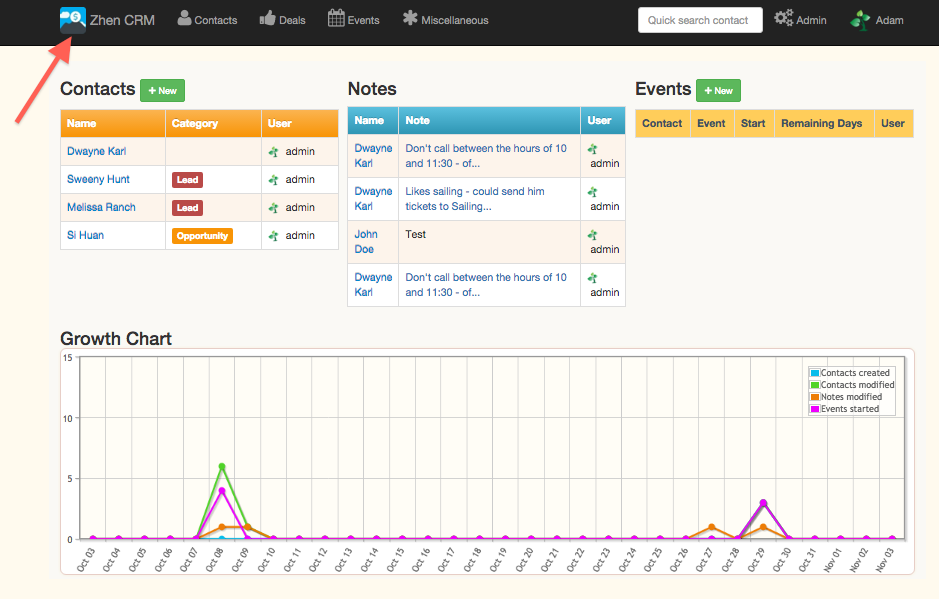 Zhen CRM Contacts Deals Events Miscellaneous Quick search contact Admin Adam
Contacts + New
Name Category User
Dwayne Karl admin
Sweeny Hunt Lead admin
Melissa Ranch Lead admin
Si Huan Opportunity admin
Notes
Name Note User
Dwayne Karl
Don't call between the hours of 10
and 11:30 - of...
admin
Dwayne Karl
Likes sailing - could send him
tickets to Sailing...
admin
John Doe
Test
admin
Dwayne Karl
Don't call between the hours of 10
and 11:30 - of...
admin
Events + New
Contact Event Start Remaining Days User
Growth Chart
15
10
5
0
Contacts created
Contacts modified
Notes modified
Events started
Oct 03 Oct 04 Oct 05 Oct 06 Oct 07 Oct 08 Oct 09 Oct 10 Oct 11 Oct 12 Oct 13 Oct 14 Oct 15 Oct 16 Oct 17 Oct 18 Oct 19 Oct 20 Oct 21 Oct 22 Oct 23 Oct 24 Oct 25 Oct 26 Oct 27 Oct 28 Oct 29 Oct 30 Oct 31 Nov 01 Nov 02 Nov 03